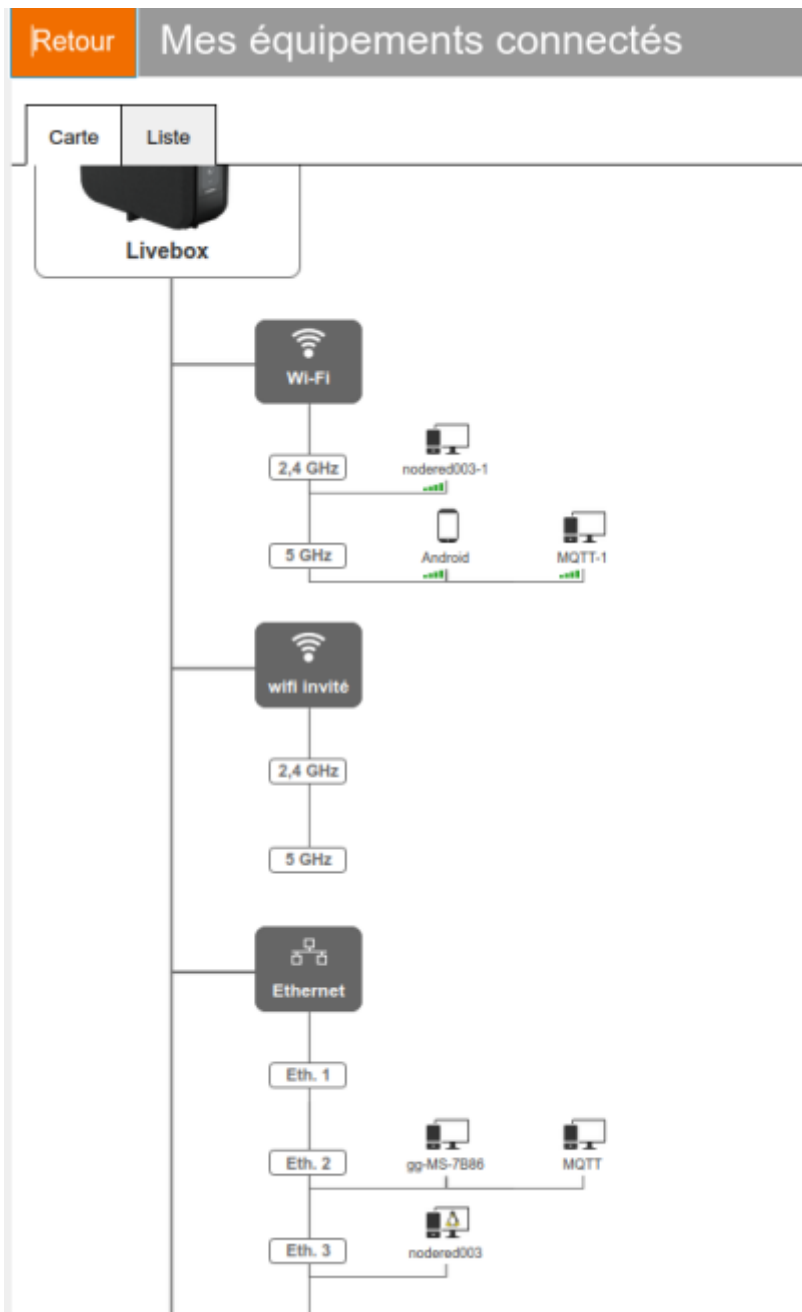 Retour
Mes équipements connectés
Carte
Liste
Livebox
Wi-Fi
2,4 GHz
nodered003-1
5 GHz
Android
MQTT-1
wifi invité
2,4 GHz
5 GHz
Ethernet
Eth. 1
Eth. 2
gg-MS-7B86
MQTT
Eth. 3
nodered003